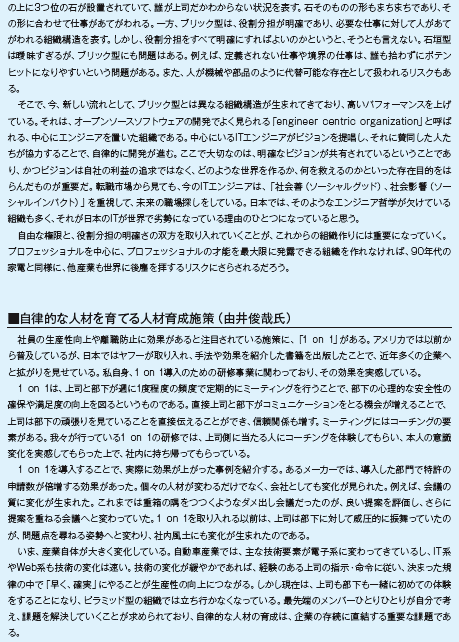 の上に3つ位の石が設置されていて、誰が上司だかわからない状況を表す。石そのものの形もまちまちであり、そ
の形に合わせて仕事があてがわれる。一方、ブリック型は、役割分担が明確であり、必要な仕事に対して人があて
がわれる組織構造を表す。しかし、役割分担をすべて明確にすればよいのかというと、そうとも言えない。石垣型
は曖昧すぎるが、ブリック型にも問題はある。例えば、定義されない仕事や境界の仕事は、誰も拾わずにポテン
ヒットになりやすいという問題がある。また、人が機械や部品のように代替可能な存在として扱われるリスクもあ
る。
そこで、今、新しい流れとして、ブリック型とは異なる組織構造が生まれてきており、高いパフォーマンスを上げ
ている。それは、オープンソースソフトウェアの開発でよく見られる「engineer centric organization」と呼ば
れる、中心にエンジニアを置いた組織である。中心にいるITエンジニアがビジョンを提唱し、それに賛同した人た
ちが協力することで、自律的に開発が進む。ここで大切なのは、明確なビジョンが共有されているということであ
り、かつビジョンは自社の利益の追求ではなく、どのような世界を作るか、何を救えるのかといった存在目的をは
らんだものが重要だ。転職市場から見ても、今のITエンジニアは、「社会善（ソーシャルグッド）、社会影響（ソー
シャルインパクト）」を重視して、未来の職場探しをしている。日本では、そのようなエンジニア哲学が欠けている
組織も多く、それが日本のITが世界で劣勢になっている理由のひとつになっていると思う。
自由な権限と、役割分担の明確さの双方を取り入れていくことが、これからの組織作りには重要になっていく。
プロフェッショナルを中心に、プロフェッショナルの才能を最大限に発露できる組織を作れなければ、90年代の
家電と同様に、他産業も世界に後塵を拝するリスクにさらされるだろう。
■自律的な人材を育てる人材育成施策（由井俊哉氏）
社員の生産性向上や離職防止に効果があると注目されている施策に、「1 on 1」がある。アメリカでは以前か
ら普及しているが、日本ではヤフーが取り入れ、手法や効果を紹介した書籍を出版したことで、近年多くの企業へ
と拡がりを見せている。私自身、1 on 1導入のための研修事業に関わっており、その効果を実感している。
1 on 1は、上司と部下が週に1度程度の頻度で定期的にミーティングを行うことで、部下の心理的な安全性の
確保や満足度の向上を図るというものである。直接上司と部下がコミュニケーションをとる機会が増えることで、
上司は部下の頑張りを見ていることを直接伝えることができ、信頼関係も増す。ミーティングにはコーチングの要
素がある。我々が行っている1 on 1の研修では、上司側に当たる人にコーチングを体験してもらい、本人の意識
変化を実感してもらった上で、社内に持ち帰ってもらっている。
1 on 1を導入することで、実際に効果が上がった事例を紹介する。あるメーカーでは、導入した部門で特許の
申請数が倍増する効果があった。個々の人材が変わるだけでなく、会社としても変化が見られた。例えば、会議の
質に変化が生まれた。これまでは重箱の隅をつつくようなダメ出し会議だったのが、良い提案を評価し、さらに
提案を重ねる会議へと変わっていた。1 on 1を取り入れる以前は、上司は部下に対して威圧的に振舞っていたの
が、問題点を尋ねる姿勢へと変わり、社内風土にも変化が生まれたのである。
いま、産業自体が大きく変化している。自動車産業では、主な技術要素が電子系に変わってきているし、IT系
やWeb系も技術の変化は速い。技術の変化が緩やかであれば、経験のある上司の指示・命令に従い、決まった規
律の中で「早く、確実」にやることが生産性の向上につながる。しかし現在は、上司も部下も一緒に初めての体験
をすることになり、ピラミッド型の組織では立ち行かなくなっている。最先端のメンバーひとりひとりが自分で考
え、課題を解決していくことが求められており、自律的な人材の育成は、企業の存続に直結する重要な課題であ
る。